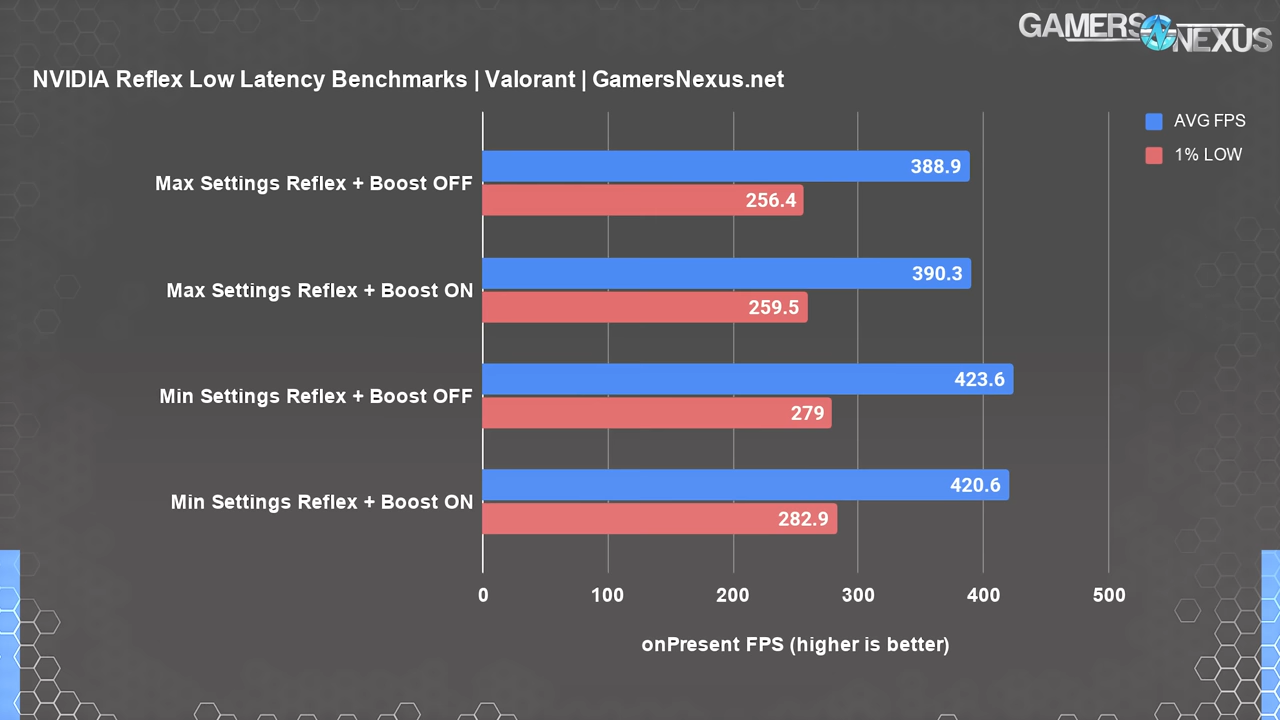 GAMERS NEXUS
NVIDIA Reflex Low Latency Benchmarks | Valorant | GamersNexus.net
AVG FPS
1% LOW
Max Settings Reflex + Boost OFF
388.9
256.4
Max Settings Reflex + Boost ON
390.3
259.5
Min Settings Reflex + Boost OFF
423.6
279
Min Settings Reflex + Boost ON
420.6
282.9
0 100 200 300 400 500
onPresent FPS (higher is better)